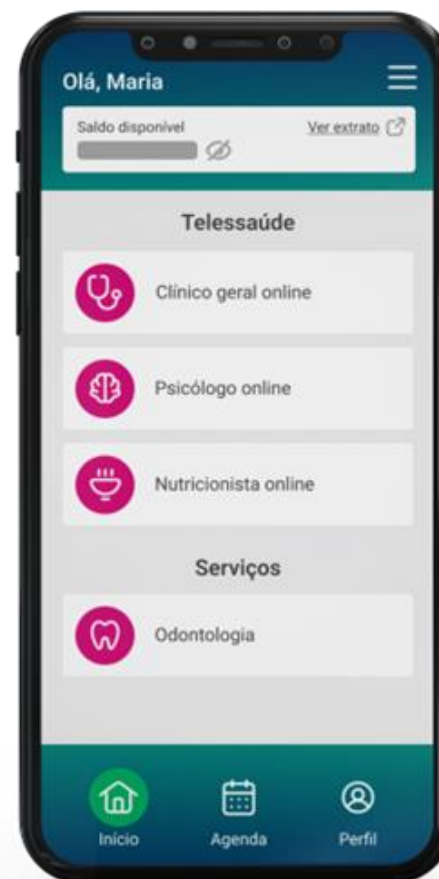 Olá, Maria
Saldo disponível
Ver extrato
Telessaúde
Clínico geral online
Psicólogo online
Nutricionista online
Serviços
Odontologia
Início
Agenda
Perfil